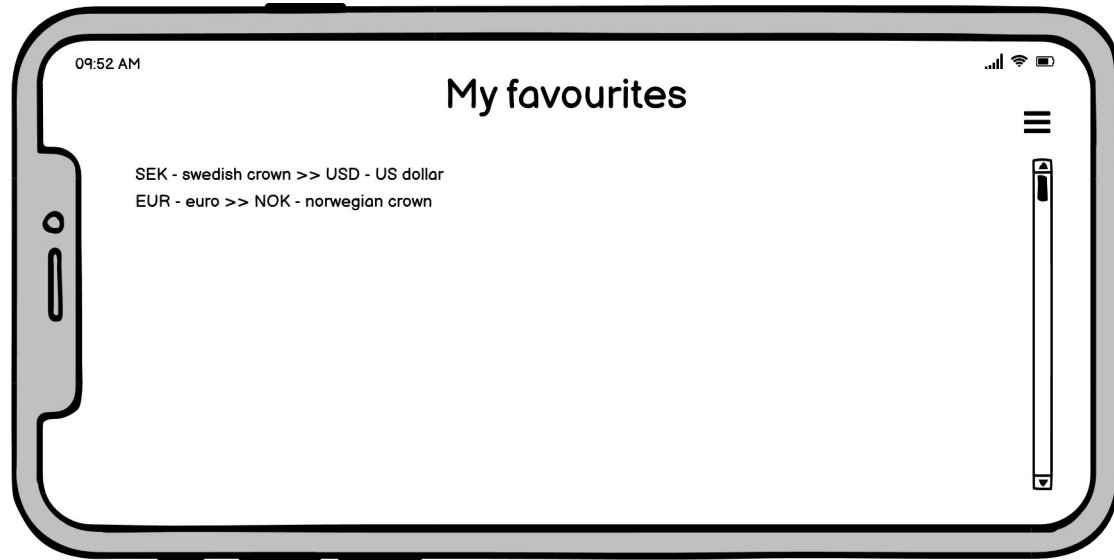 09:52 AM
My favourites
SEK - swedish crown >> USD - US dollar
EUR - euro >> NOK - norwegian crown